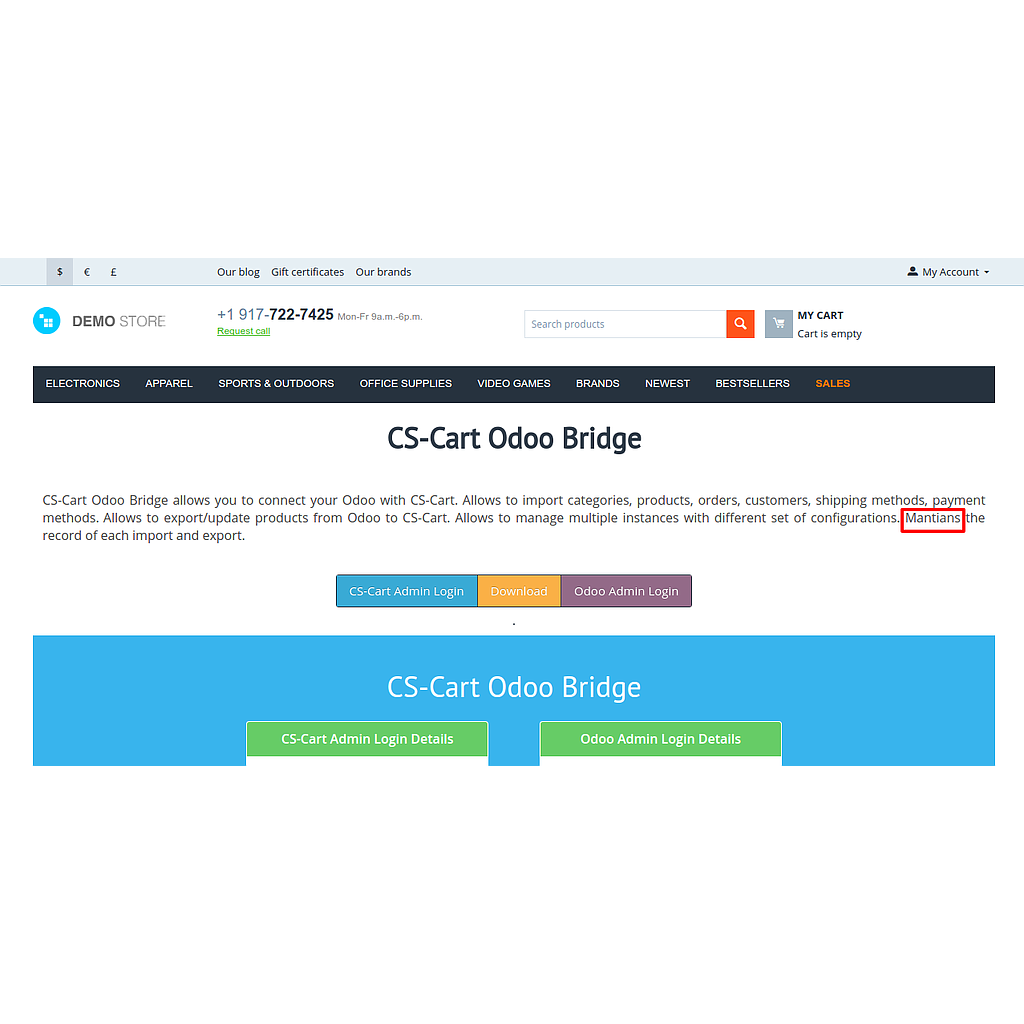 $ € £ Our blog Gift certificates Our brands My Account
DEMO STORE
+1 917-722-7425 Mon-Fr 9a.m.-6p.m.
Request call
Search products
MY CART
Cart is empty
ELECTRONICS APPAREL SPORTS & OUTDOORS OFFICE SUPPLIES VIDEO GAMES BRANDS NEWEST BESTSELLERS SALES
CS-Cart Odoo Bridge
CS-Cart Odoo Bridge allows you to connect your Odoo with CS-Cart. Allows to import categories, products, orders, customers, shipping methods, payment
methods. Allows to export/update products from Odoo to CS-Cart. Allows to manage multiple instances with different set of configurations. Mantians the
record of each import and export.
CS-Cart Admin Login Download Odoo Admin Login
.
CS-Cart Odoo Bridge
CS-Cart Admin Login Details Odoo Admin Login Details